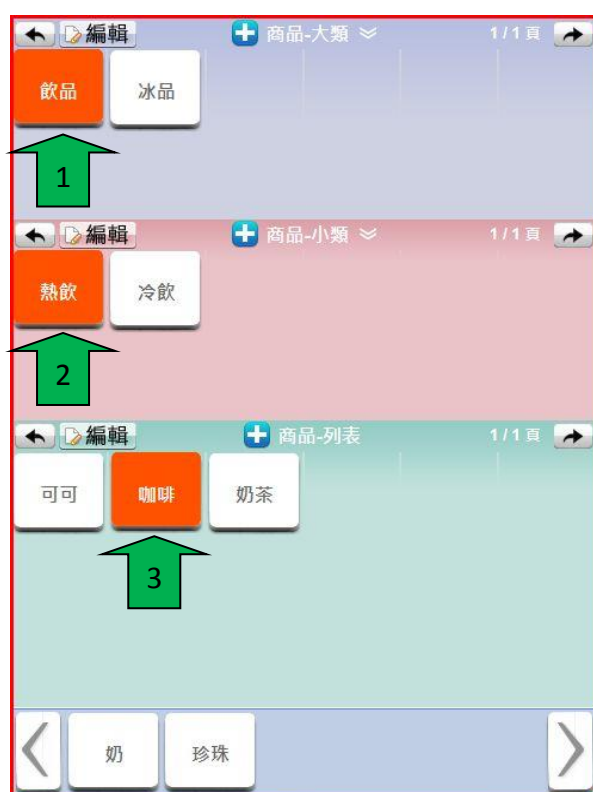 編輯 商品-大類 1/1頁
飲品 冰品
1
編輯 商品-小類 1/1頁
熱飲 冷飲
2
編輯 商品-列表 1/1頁
可可 咖啡 奶茶
3
奶 珍珠